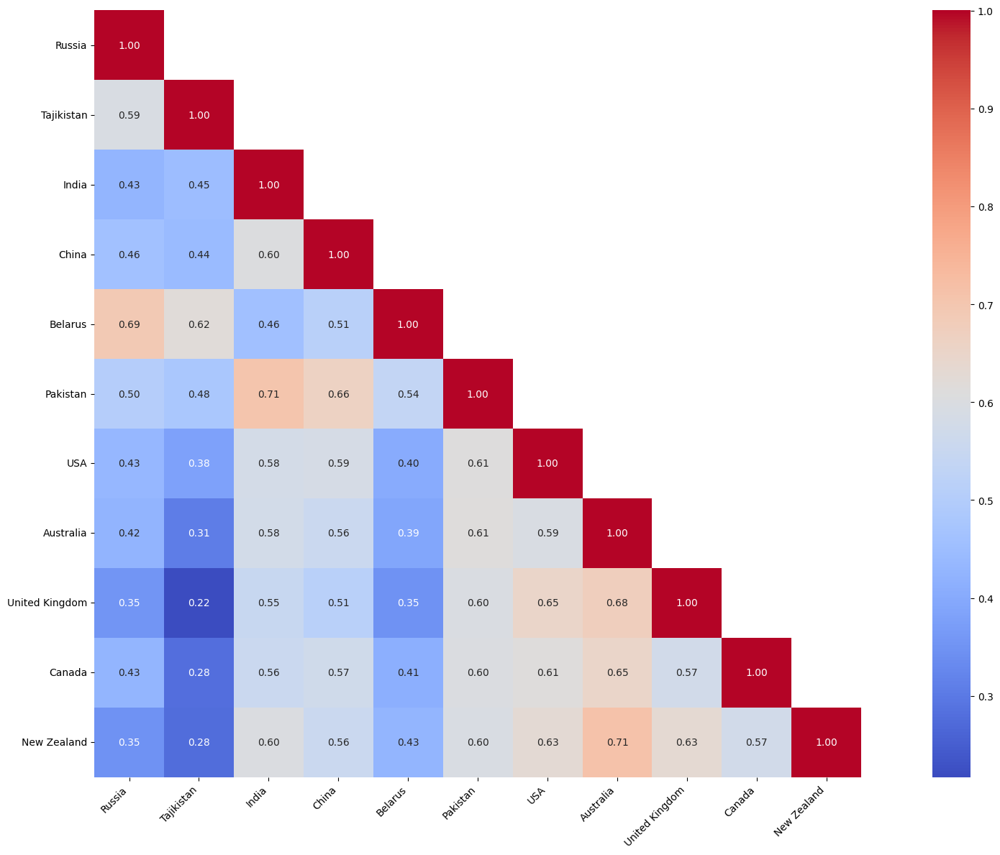 1.0
Russia 1.00
0.9
Tajikistan 0.59 1.00
0.8
India 0.43 0.45 1.00
China 0.46 0.44 0.60 1.00
0.7
Belarus 0.69 0.62 0.46 0.51 1.00
Pakistan 0.50 0.48 0.71 0.66 0.54 1.00
0.6
USA 0.43 0.38 0.58 0.59 0.40 0.61 1.00
0.5
Australia 0.42 0.31 0.58 0.56 0.39 0.61 0.59 1.00
0.4
United Kingdom 0.35 0.22 0.55 0.51 0.35 0.60 0.65 0.68 1.00
Canada 0.43 0.28 0.56 0.57 0.41 0.60 0.61 0.65 0.57 1.00
0.3
New Zealand 0.35 0.28 0.60 0.56 0.43 0.60 0.63 0.71 0.63 0.57 1.00
Russia Tajikistan India China Belarus Pakistan USA Australia United Kingdom Canada New Zealand